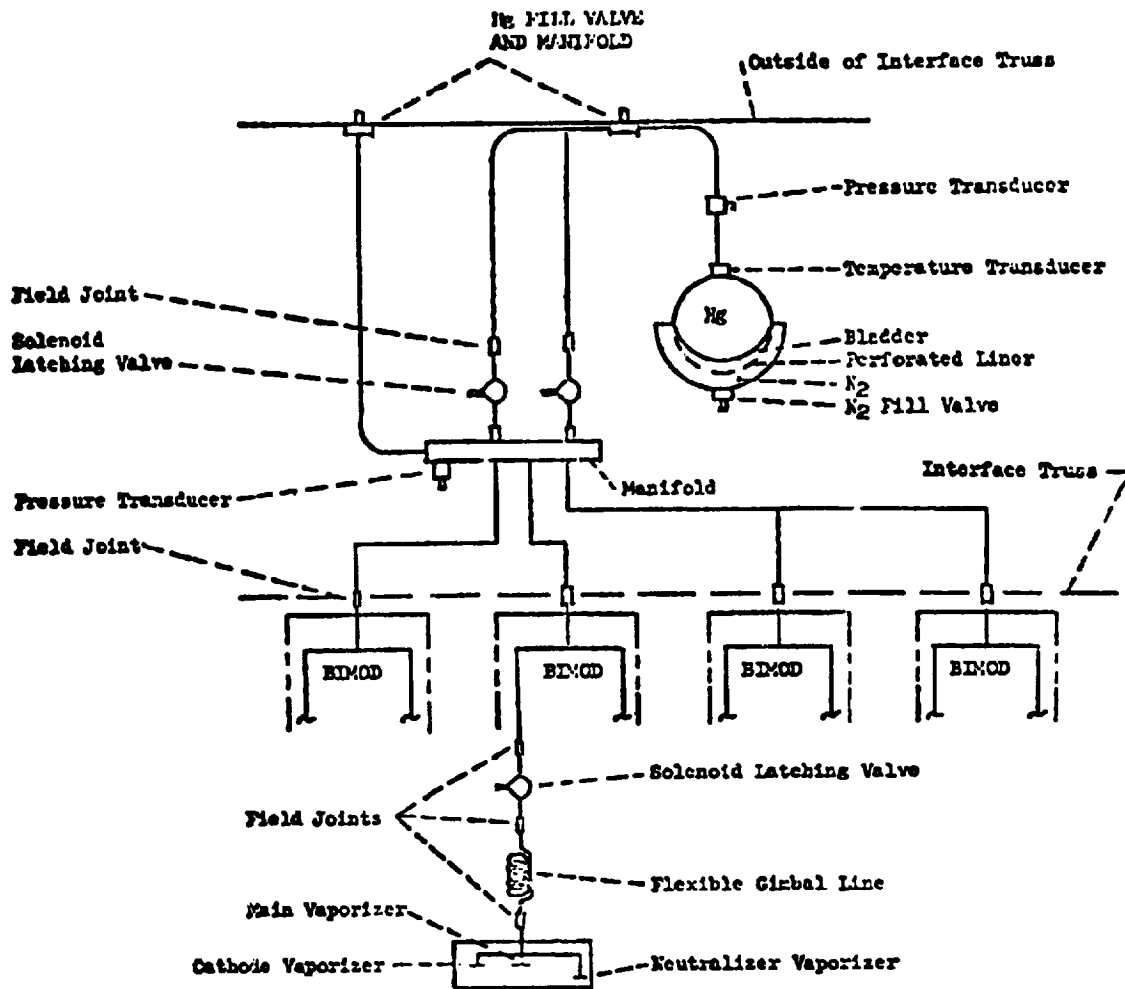 Hg FILL VALVE
AND MANIFOLD
Outside of Interface Truss
Pressure Transducer
Temperature Transducer
Field Joint
Hg
Solenoid
Latching Valve
Bladder
Perforated Liner
N2
N2 Fill Valve
Interface Truss
Manifold
Pressure Transducer
Field Joint
BIMOD
BIMOD
BIMOD
BIMOD
Solenoid Latching Valve
Field Joints
Flexible Gimbal Line
Main Vaporizer
Cathode Vaporizer
Neutralizer Vaporizer